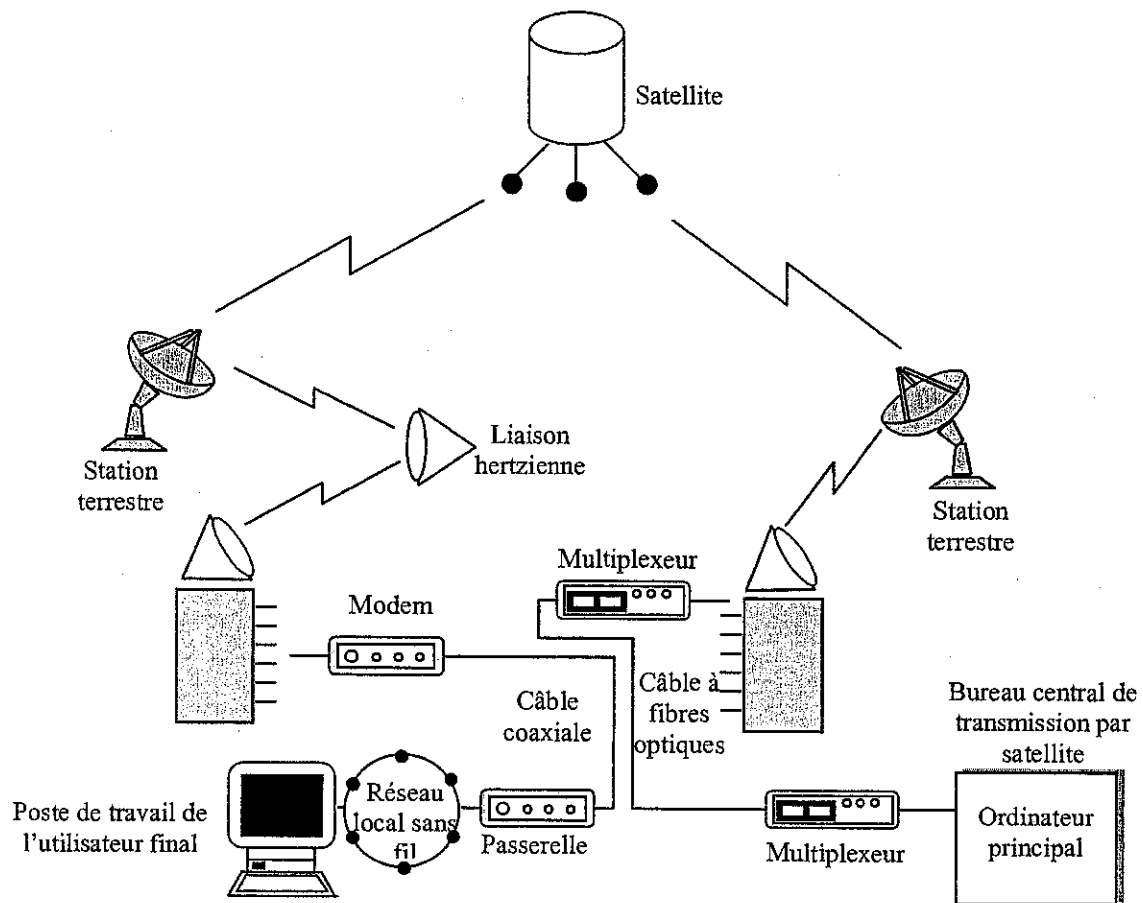 Satellite
Liaison
hertzienne
Station
terrestre
Station
terrestre
Multiplexeur
Modem
Câble
coaxiale
Câble à
fibres
optiques
Bureau central de
transmission par
satellite
Poste de travail de
l'utilisateur final
Réseau
local sans
fil
Passerelle
Multiplexeur
Ordinateur
principal